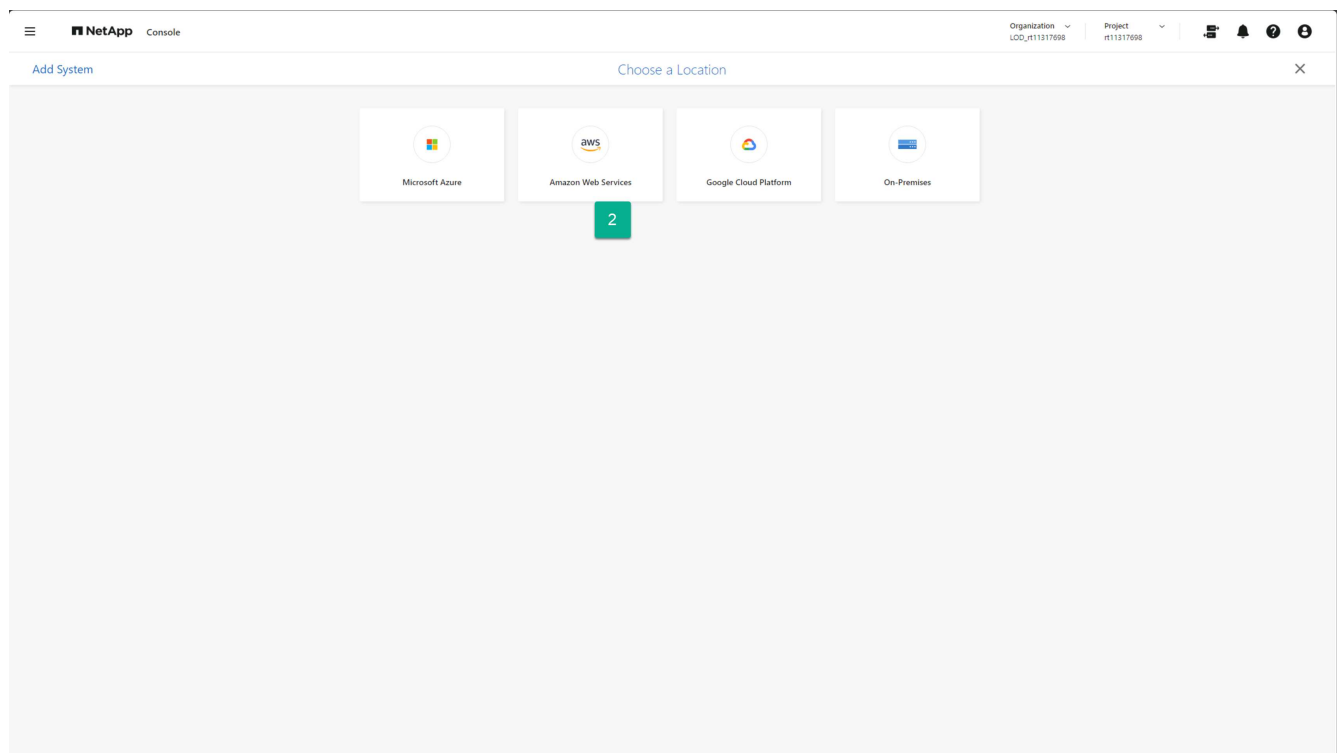 NetApp Console
Organization
LOD_rt11317698
Project
rt11317698
Add System
Choose a Location
aws
Microsoft Azure
Amazon Web Services
Google Cloud Platform
On-Premises
2